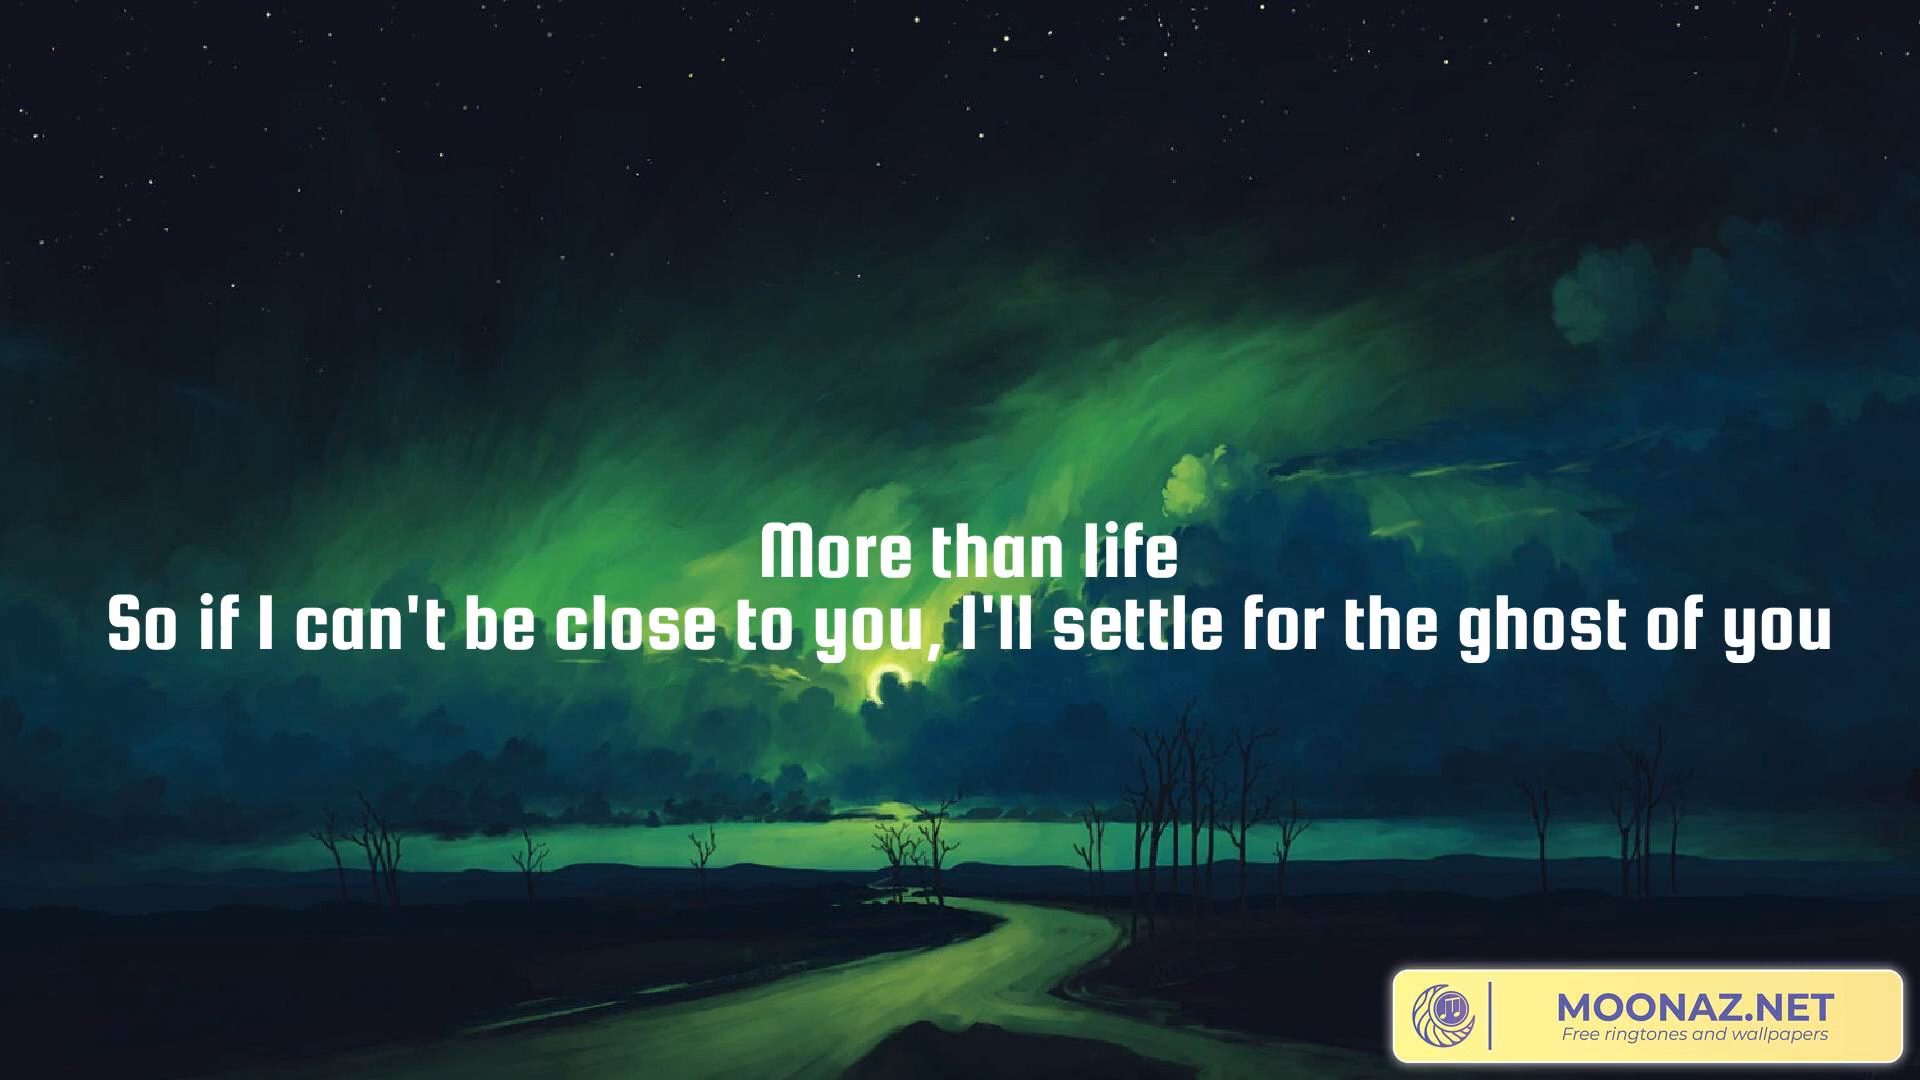 More than life
So if I can't be close to you, I'll settle for the ghost of you
MOONAZ.NET
Free ringtones and wallpapers